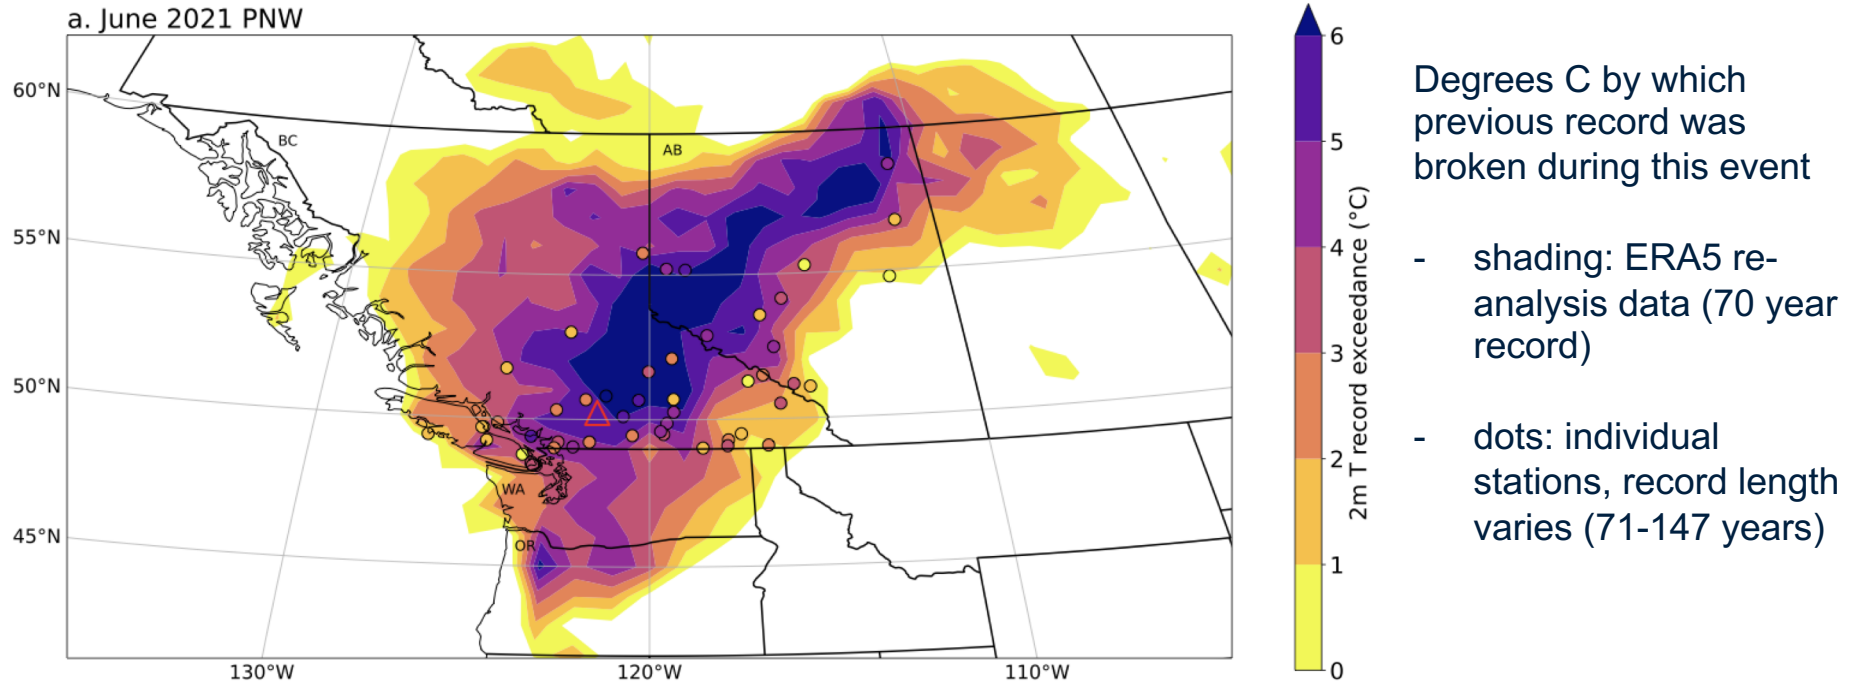 a. June 2021 PNW
60°N
55°N
50°N
45°N
130°W
120°W
110°W
BC
AB
WA
OR
6
5
4
3
2
1
0
2m T record exceedance (°C)
Degrees C by which
previous record was
broken during this event
- shading: ERA5 re-
analysis data (70 year
record)
- dots: individual
stations, record length
varies (71-147 years)